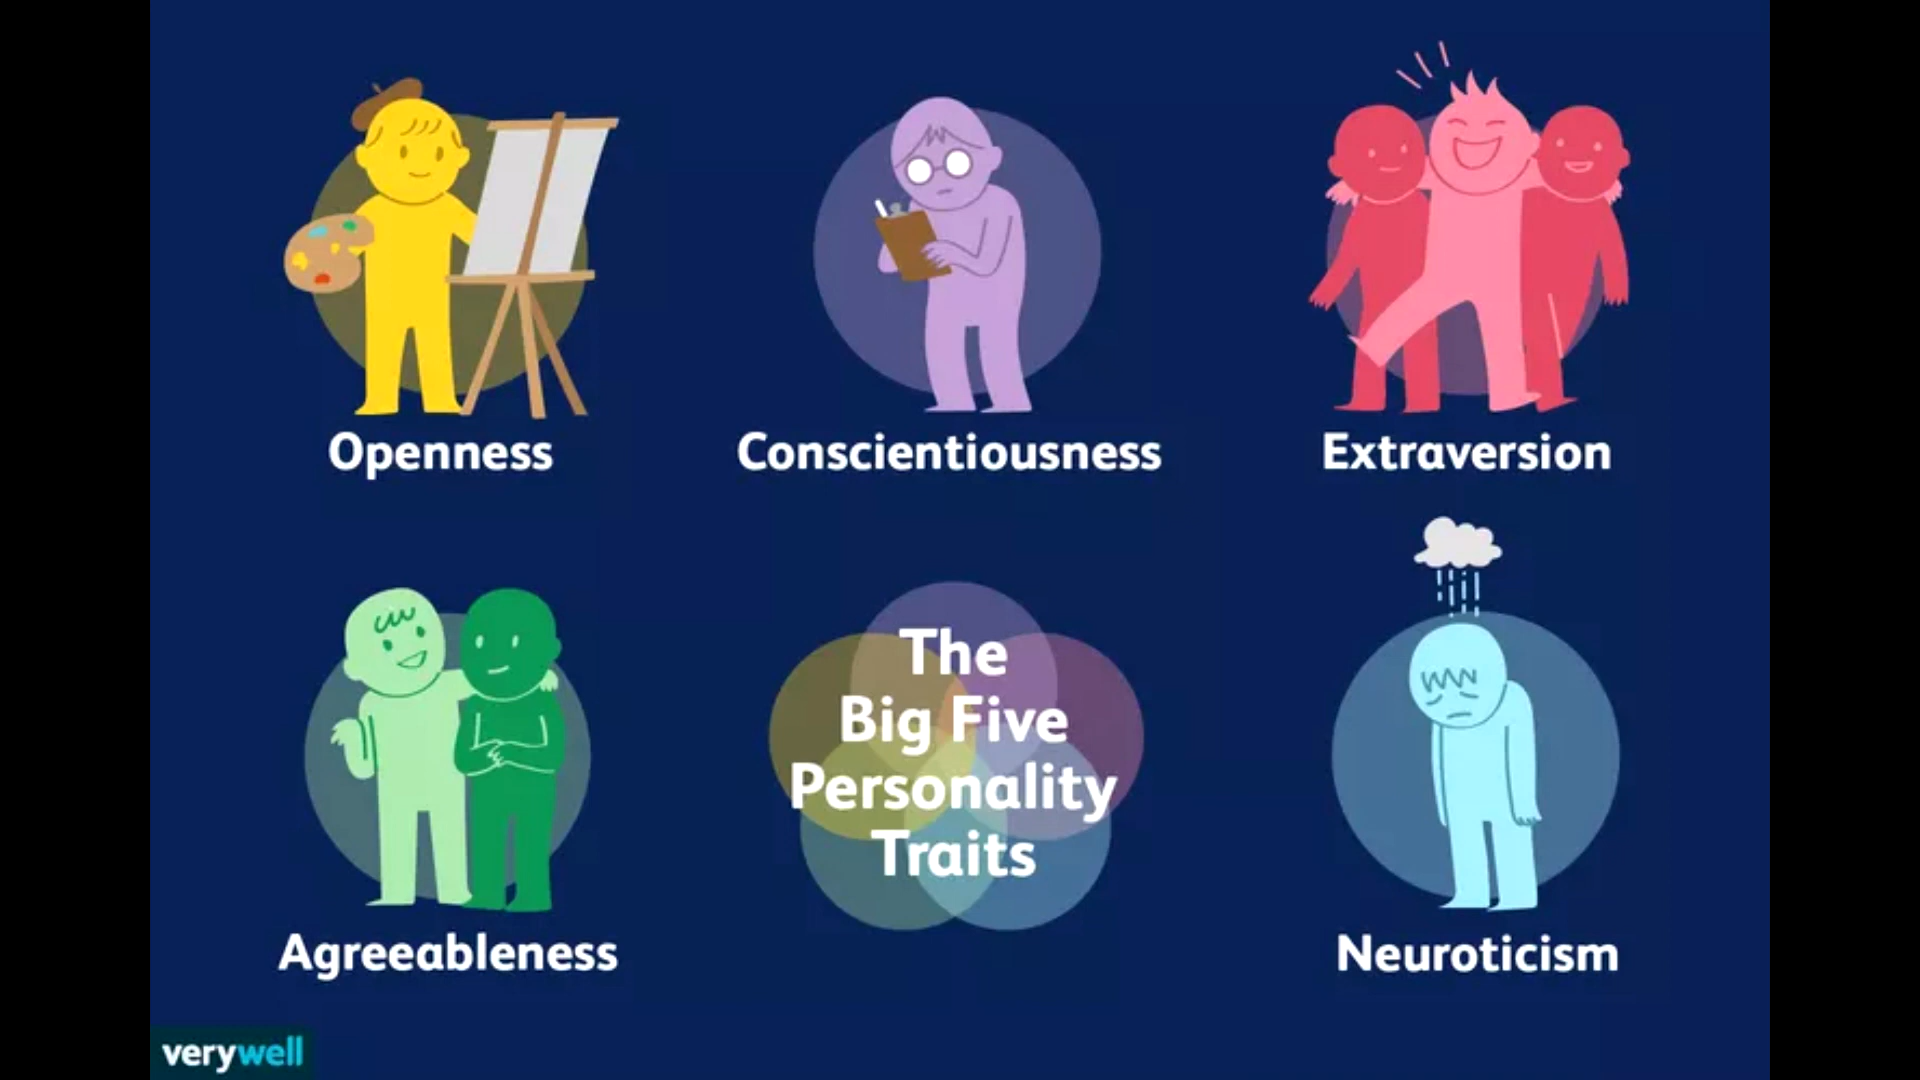 Openness
Conscientiousness
Extraversion
Agreeableness
The
Big Five
Personality
Traits
Neuroticism
verywell